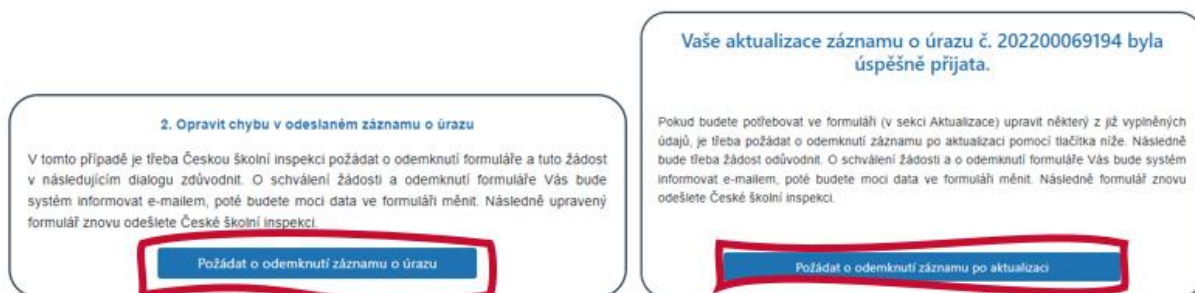 2. Opravit chybu v odeslaném záznamu o úrazu
V tomto případě je třeba Českou školní inspekci požádat o odemknutí formuláře a tuto žádost
v následujícím dialogu zdůvodnit. O schválení žádosti a odemknutí formuláře Vás bude
systém informovat e-mailem, poté budete moci data ve formuláři měnit. Následně upravený
formulář znovu odešlete České školní inspekci.
Požádat o odemknutí záznamu o úrazu
Vaše aktualizace záznamu o úrazu č. 202200069194 byla
úspěšně přijata.
Pokud budete potřebovat ve formuláři (v sekci Aktualizace) upravit některý z již vyplněných
údajů, je třeba požádat o odemknutí záznamu po aktualizaci pomocí tlačítka níže. Následně
bude třeba žádost odůvodnit. O schválení žádosti a o odemknutí formuláře Vás bude systém
informovat e-mailem, poté budete moci data ve formuláři měnit. Následně formulář znovu
odešlete České školní inspekci.
Požádat o odemknutí záznamu po aktualizaci